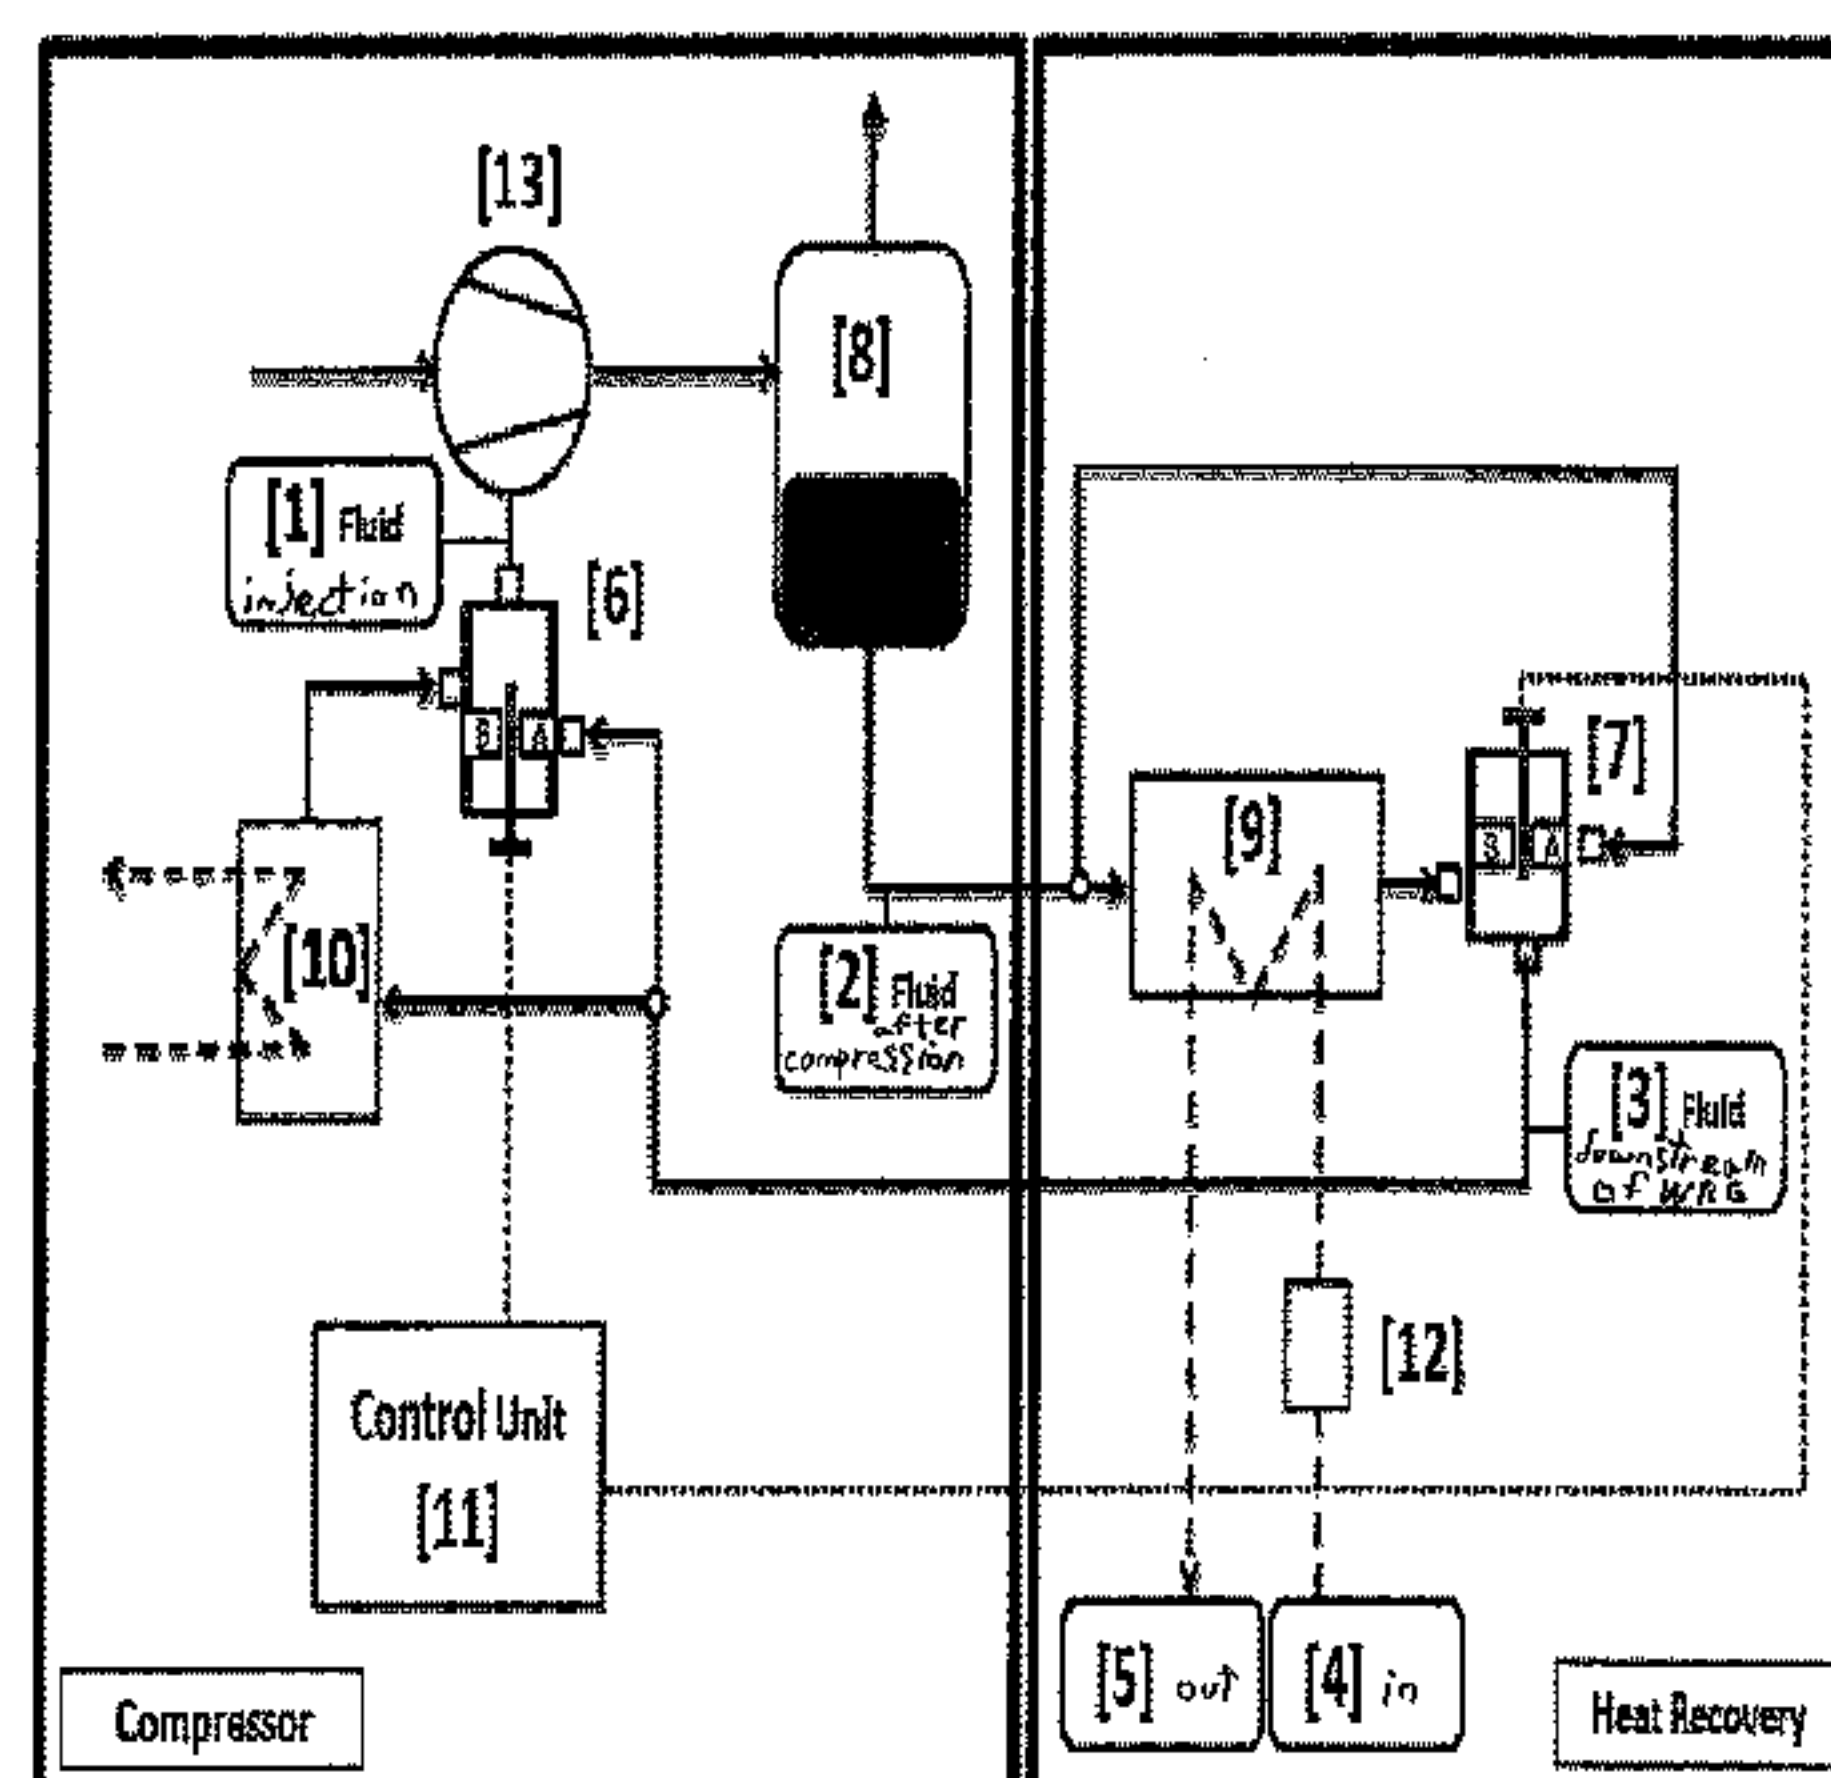 [13]
[8]
[1] Fluid
injection
[6]
B A
[7]
B A
[9]
[10]
[2] Fluid
after
compression
[3] Fluid
downstream
of WRG
[12]
Control Unit
[11]
[5] out
[4] in
Compressor
Heat Recovery